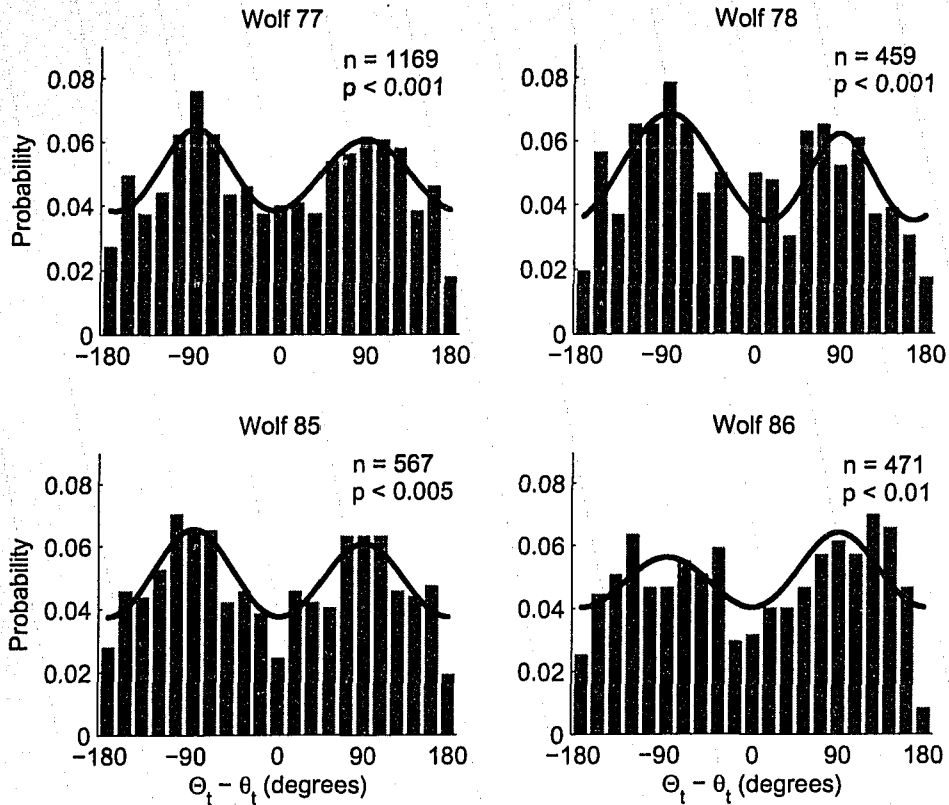 Wolf 77
n = 1169
p < 0.001
Probability
0.08
0.06
0.04
0.02
0
−180
−90
0
90
180
Wolf 78
n = 459
p < 0.001
0.08
0.06
0.04
0.02
0
−180
−90
0
90
180
Wolf 85
n = 567
p < 0.005
Probability
0.08
0.06
0.04
0.02
0
−180
−90
0
90
180
Θt − θt (degrees)
Wolf 86
n = 471
p < 0.01
0.08
0.06
0.04
0.02
0
−180
−90
0
90
180
Θt − θt (degrees)